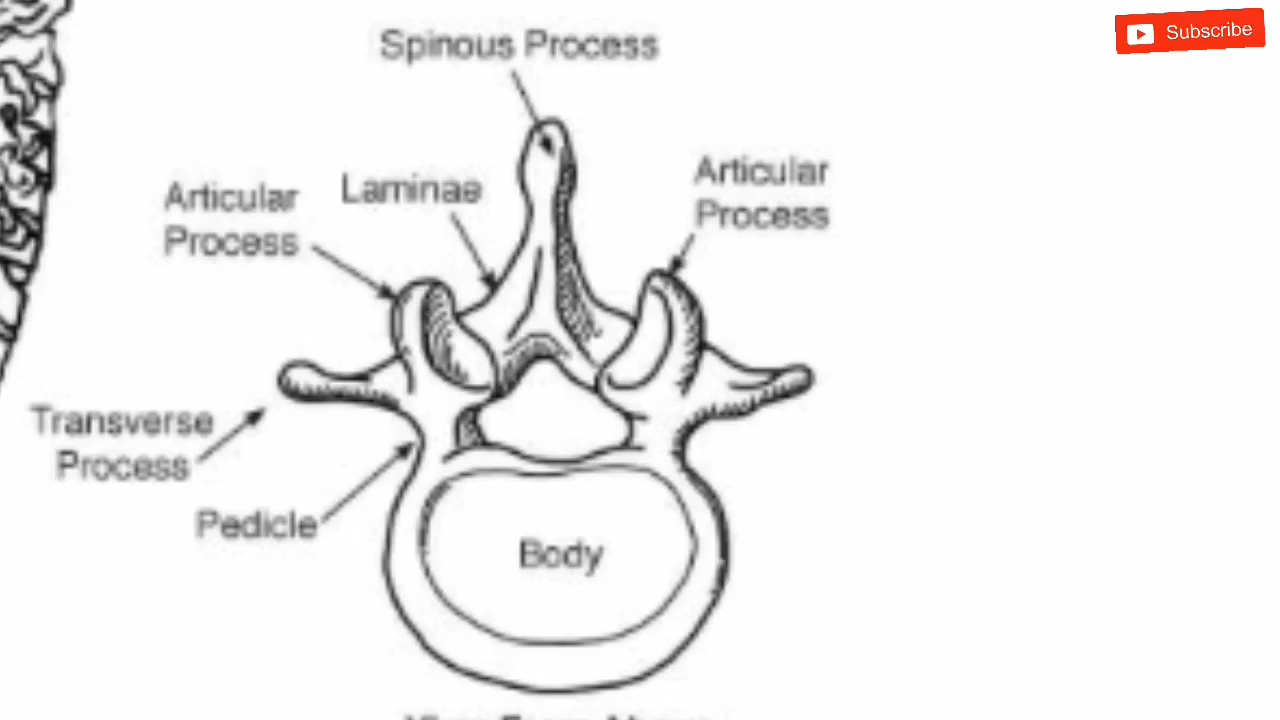 Subscribe
Spinous Process
Articular
Process
Laminae
Articular
Process
Transverse
Process
Pedicle
Body